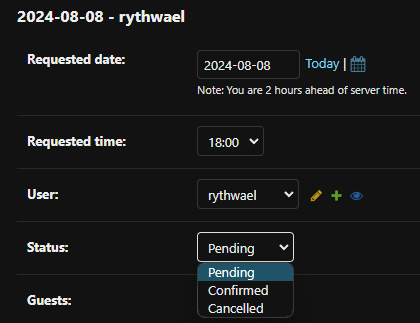 2024-08-08 - rythwael
Requested date:
2024-08-08 Today |
Note: You are 2 hours ahead of server time.
Requested time:
18:00
User:
rythwael
Status:
Pending
Pending
Confirmed
Cancelled
Guests: